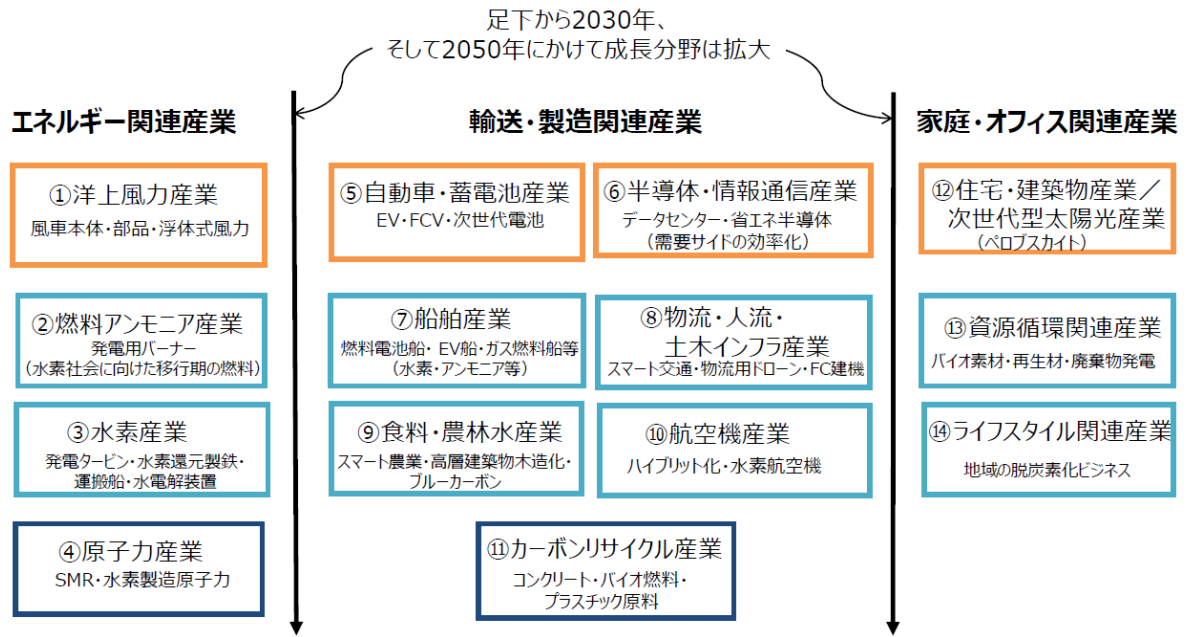 足下から2030年、
そして2050年にかけて成長分野は拡大
エネルギー関連産業
輸送・製造関連産業
家庭・オフィス関連産業
①洋上風力産業
風車本体・部品・浮体式風力
⑤自動車・蓄電池産業
EV・FCV・次世代電池
⑥半導体・情報通信産業
データセンター・省エネ半導体
（需要サイドの効率化）
⑫住宅・建築物産業／
次世代型太陽光産業
（ペロブスカイト）
②燃料アンモニア産業
発電用バーナー
（水素社会に向けた移行期の燃料）
⑦船舶産業
燃料電池船・EV船・ガス燃料船等
（水素・アンモニア等）
⑧物流・人流・
土木インフラ産業
スマート交通・物流用ドローン・FC建機
⑬資源循環関連産業
バイオ素材・再生材・廃棄物発電
③水素産業
発電タービン・水素還元製鉄・
運搬船・水電解装置
⑨食料・農林水産業
スマート農業・高層建築物木造化・
ブルーカーボン
⑩航空機産業
ハイブリット化・水素航空機
⑭ライフスタイル関連産業
地域の脱炭素化ビジネス
④原子力産業
SMR・水素製造原子力
⑪カーボンリサイクル産業
コンクリート・バイオ燃料・
プラスチック原料